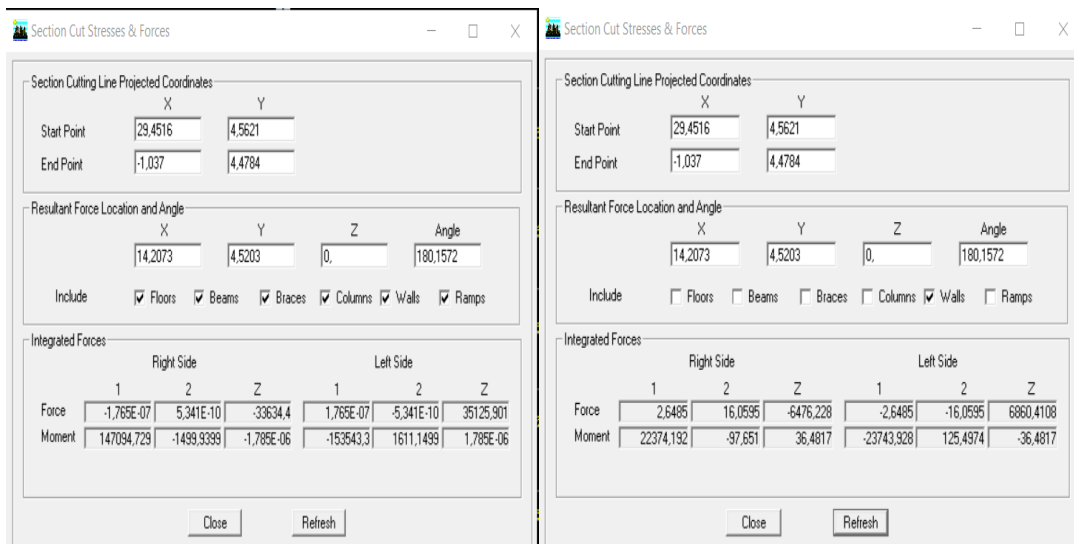 Section Cut Stresses & Forces
Section Cutting Line Projected Coordinates
X Y
Start Point 29,4516 4,5621
End Point -1,037 4,4784
Resultant Force Location and Angle
X Y Z Angle
14,2073 4,5203 0, 180,1572
Include Floors Beams Braces Columns Walls Ramps
Integrated Forces
Right Side Left Side
1 2 Z 1 2 Z
Force -1,765E-07 5,341E-10 -33634,4 1,765E-07 -5,341E-10 35125,901
Moment 147094,729 -1499,9399 -1,785E-06 -153543,3 1611,1499 1,785E-06
Close Refresh
Section Cut Stresses & Forces
Section Cutting Line Projected Coordinates
X Y
Start Point 29,4516 4,5621
End Point -1,037 4,4784
Resultant Force Location and Angle
X Y Z Angle
14,2073 4,5203 0, 180,1572
Include Floors Beams Braces Columns Walls Ramps
Integrated Forces
Right Side Left Side
1 2 Z 1 2 Z
Force 2,6485 16,0595 -6476,228 -2,6485 -16,0595 6860,4108
Moment 22374,192 -97,651 36,4817 -23743,928 125,4974 -36,4817
Close Refresh